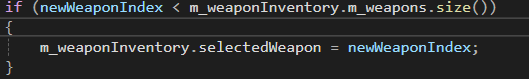 if (newWeaponIndex < m_weaponInventory.m_weapons.size())
{
    m_weaponInventory.selectedWeapon = newWeaponIndex;
}